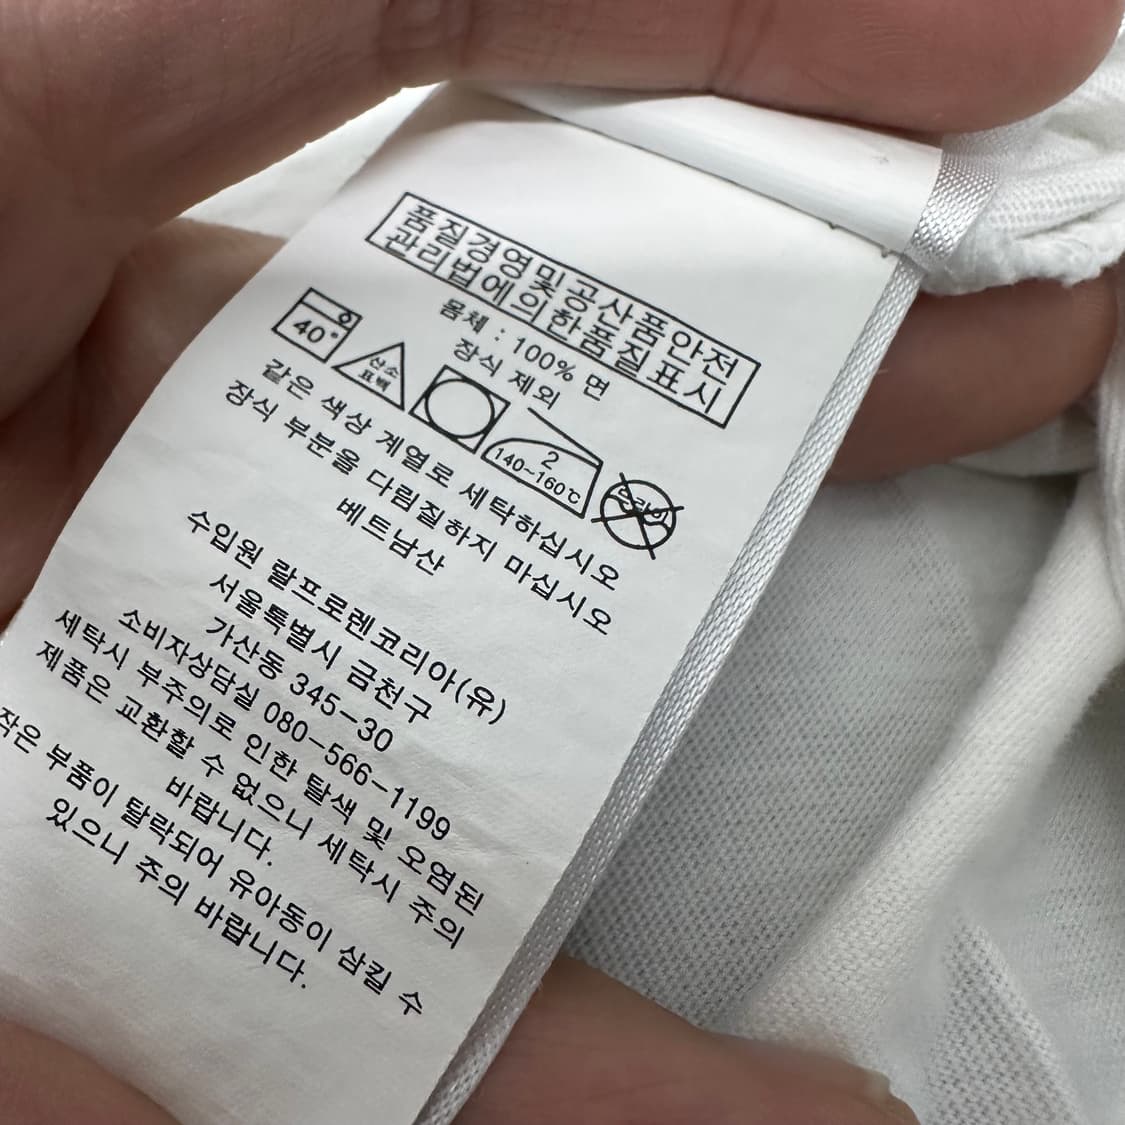 품질경영및공산품안전
관리법에의한품질표시
몸체 : 100% 면
장식 제외
40°
산소
표백
2
140~160℃
드라이
같은 색상 계열로 세탁하십시오
장식 부분을 다림질하지 마십시오
베트남산
수입원 랄프로렌코리아(유)
서울특별시 금천구
가산동 345-30
소비자상담실 080-566-1199
세탁시 부주의로 인한 탈색 및 오염된
제품은 교환할 수 없으니 세탁시 주의
바랍니다.
작은 부품이 탈락되어 유아동이 삼킬 수
있으니 주의 바랍니다.